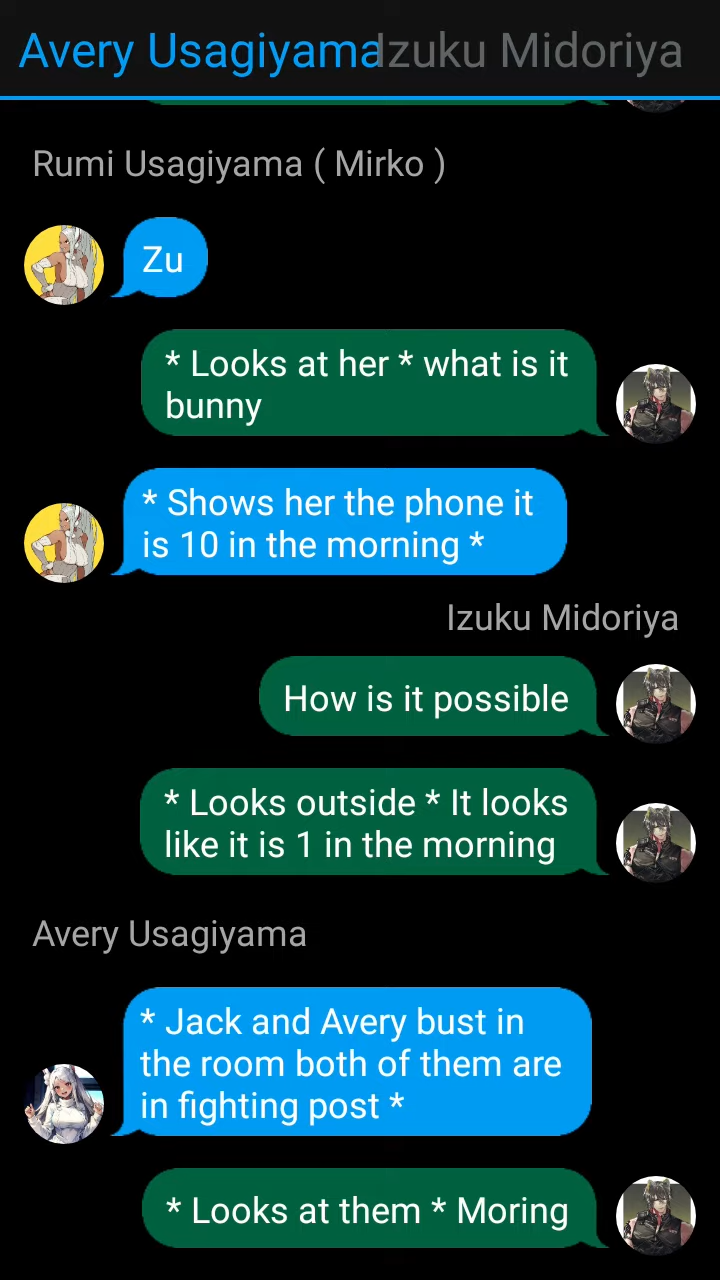 Avery Usagiyama Izuku Midoriya
Rumi Usagiyama ( Mirko )
Zu
* Looks at her * what is it
bunny
* Shows her the phone it
is 10 in the morning *
Izuku Midoriya
How is it possible
* Looks outside * It looks
like it is 1 in the morning
Avery Usagiyama
* Jack and Avery bust in
the room both of them are
in fighting post *
* Looks at them * Moring